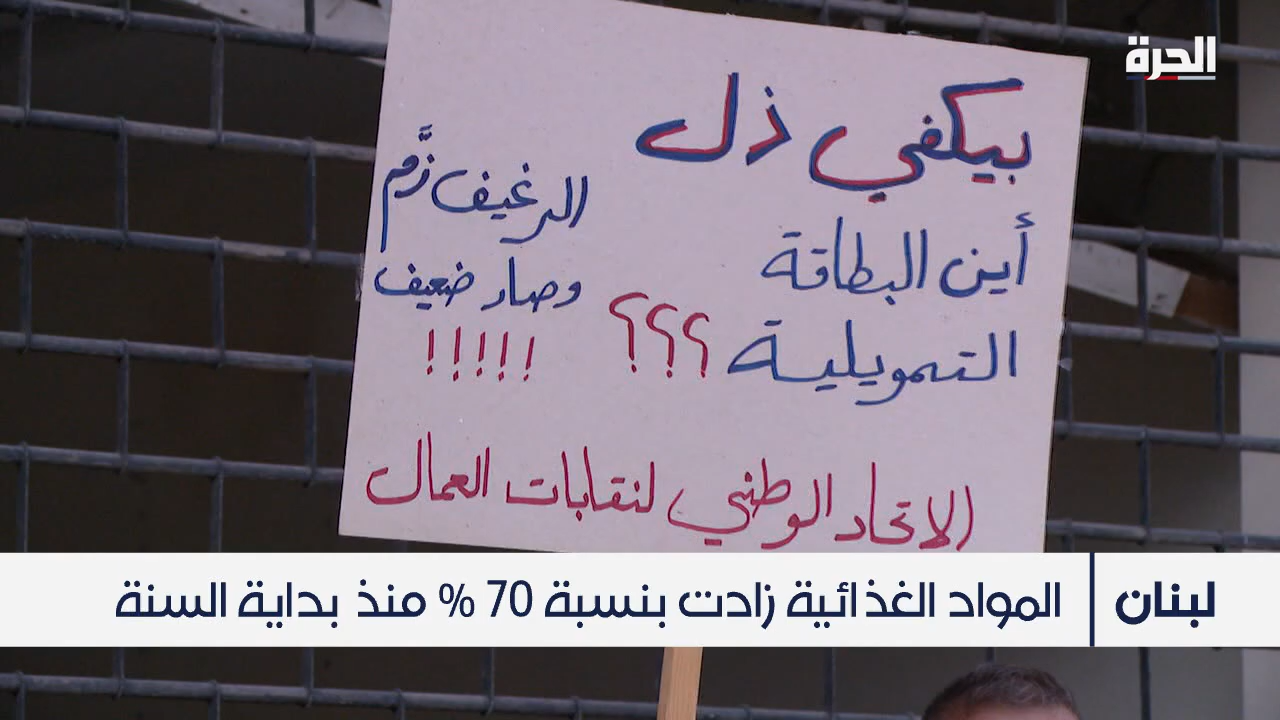 الحرة
بيكفي ذل
أين البطاقة
التمويلية ؟؟؟
الرغيف زَّم
وصار ضعيف
!!!!!
الاتحاد الوطني لنقابات العمال
لبنان
المواد الغذائية زادت بنسبة 70 % منذ بداية السنة